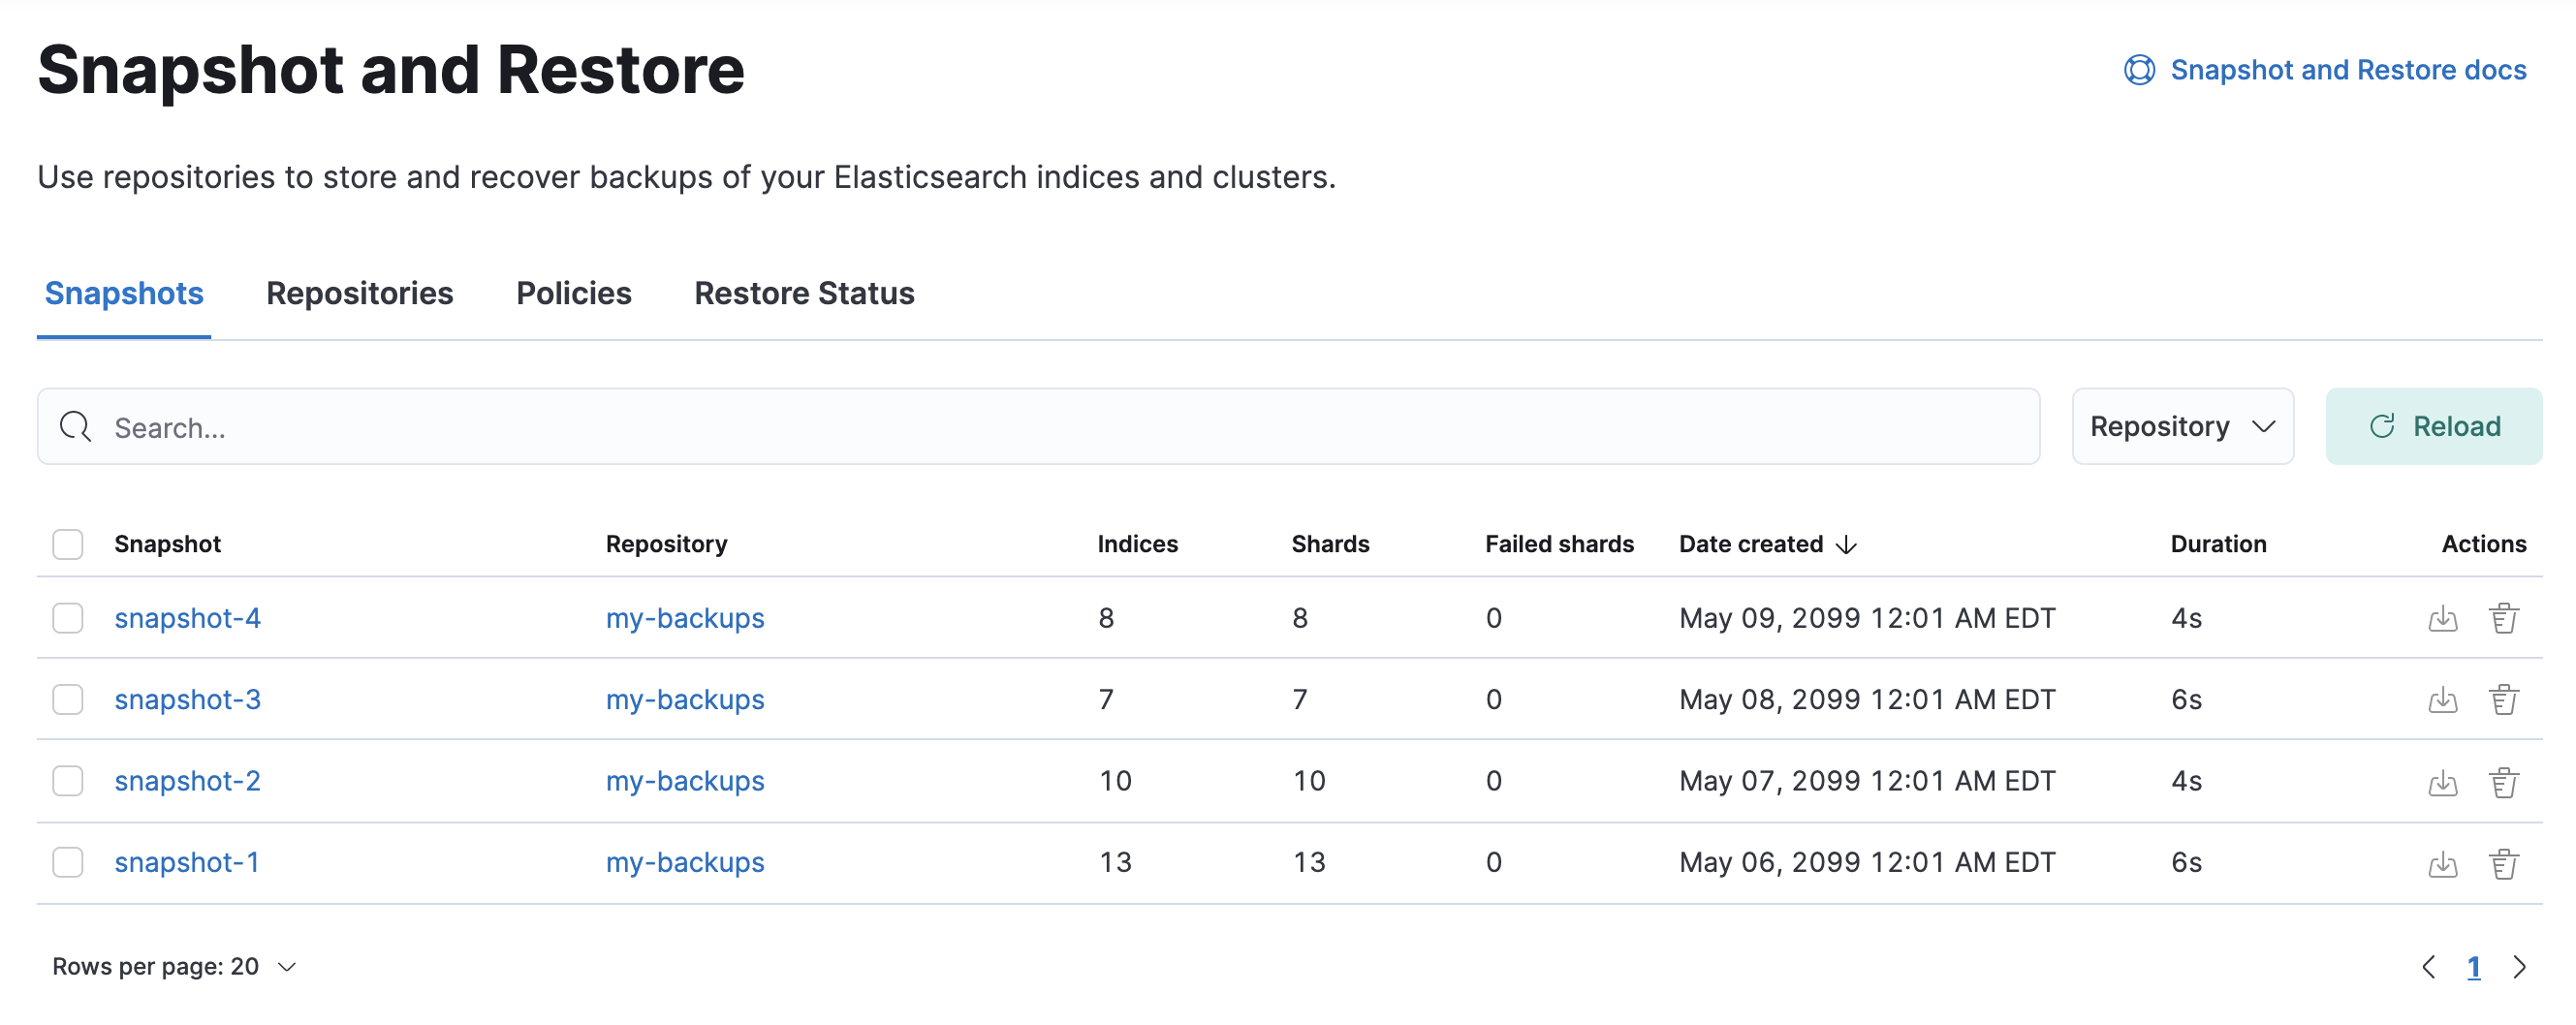 Snapshot and Restore
Snapshot and Restore docs
Use repositories to store and recover backups of your Elasticsearch indices and clusters.
Snapshots Repositories Policies Restore Status
Search... Repository Reload
Snapshot Repository Indices Shards Failed shards Date created Duration Actions
snapshot-4 my-backups 8 8 0 May 09, 2099 12:01 AM EDT 4s
snapshot-3 my-backups 7 7 0 May 08, 2099 12:01 AM EDT 6s
snapshot-2 my-backups 10 10 0 May 07, 2099 12:01 AM EDT 4s
snapshot-1 my-backups 13 13 0 May 06, 2099 12:01 AM EDT 6s
Rows per page: 20 1